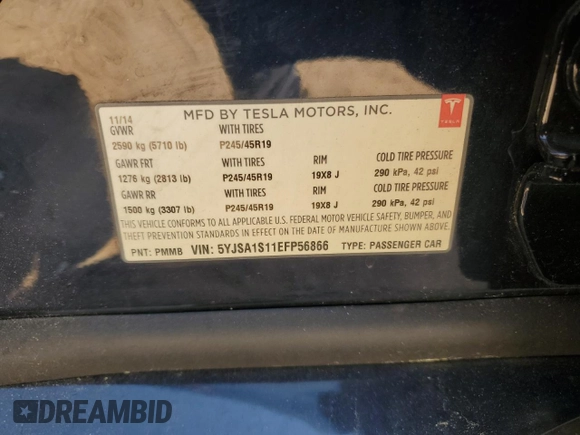 MFD BY TESLA MOTORS, INC.
TESLA
11/14
GVWR WITH TIRES
2590 kg (5710 lb) P245/45R19
GAWR FRT WITH TIRES RIM COLD TIRE PRESSURE
1276 kg (2813 lb) P245/45R19 19X8 J 290 kPa, 42 psi
GAWR RR WITH TIRES RIM COLD TIRE PRESSURE
1500 kg (3307 lb) P245/45R19 19X8 J 290 kPa, 42 psi
THIS VEHICLE CONFORMS TO ALL APPLICABLE U.S. FEDERAL MOTOR VEHICLE SAFETY, BUMPER, AND
THEFT PREVENTION STANDARDS IN EFFECT ON THE DATE OF MANUFACTURE SHOWN ABOVE.
PNT: PMMB VIN: 5YJSA1S11EFP56866 TYPE: PASSENGER CAR
DREAMBID